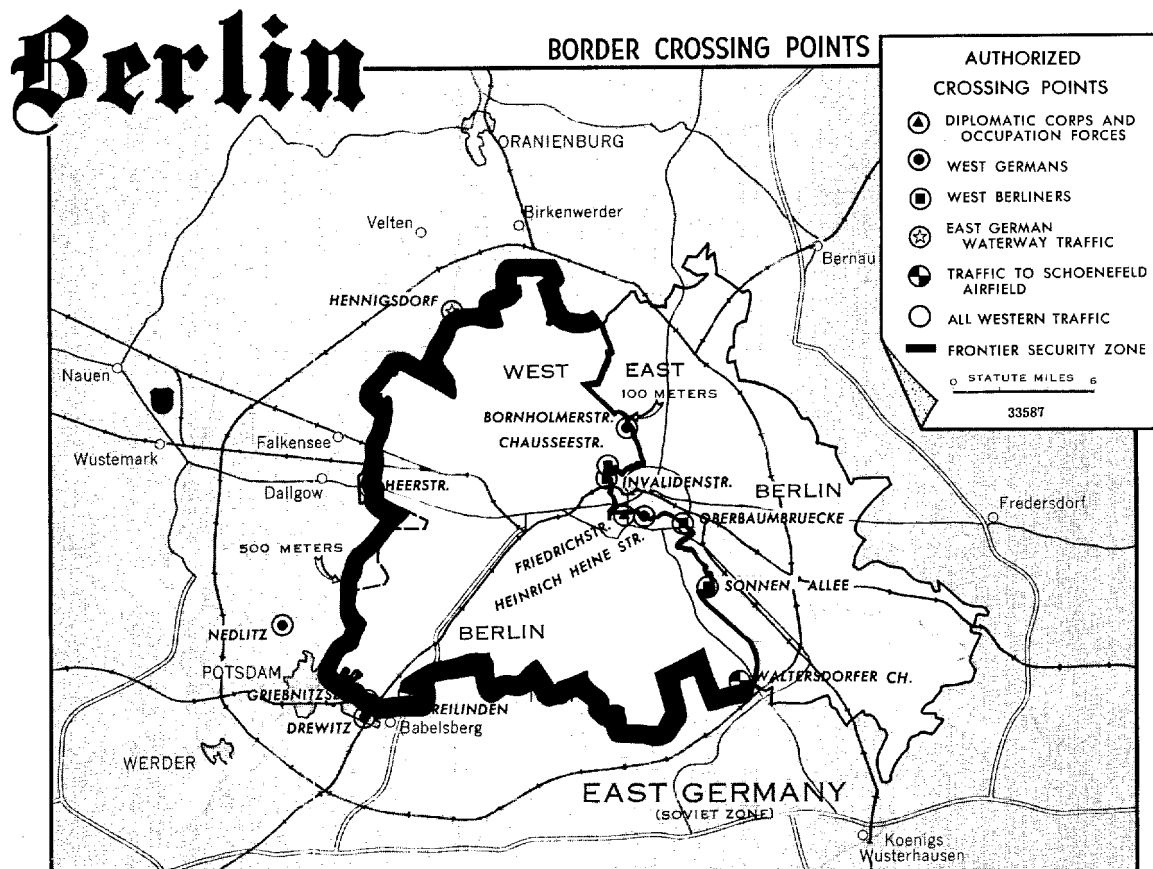 Berlin
BORDER CROSSING POINTS
AUTHORIZED
CROSSING POINTS
DIPLOMATIC CORPS AND
OCCUPATION FORCES
WEST GERMANS
WEST BERLINERS
EAST GERMAN
WATERWAY TRAFFIC
TRAFFIC TO SCHOENEFELD
AIRFIELD
ALL WESTERN TRAFFIC
FRONTIER SECURITY ZONE
0 STATUTE MILES 6
33587
ORANIENBURG
Velten
Birkenwerder
Bernau
HENNIGSDORF
Nauen
WEST
EAST
100 METERS
BORNHOLMERSTR.
CHAUSSEESTR.
Falkensee
Wustemark
Dallgow
HEERSTR.
INVALIDENSTR.
BERLIN
Fredersdorf
OBERBAUMBRUECKE
FRIEDRICHSTR.
HEINRICH HEINE STR.
500 METERS
SONNEN ALLEE
NEDLITZ
BERLIN
POTSDAM
WALTERSDORFER CH.
GRIEBNITZS
REILINDEN
DREWITZ
Babelsberg
WERDER
EAST GERMANY
(SOVIET ZONE)
Koenigs
Wusterhausen